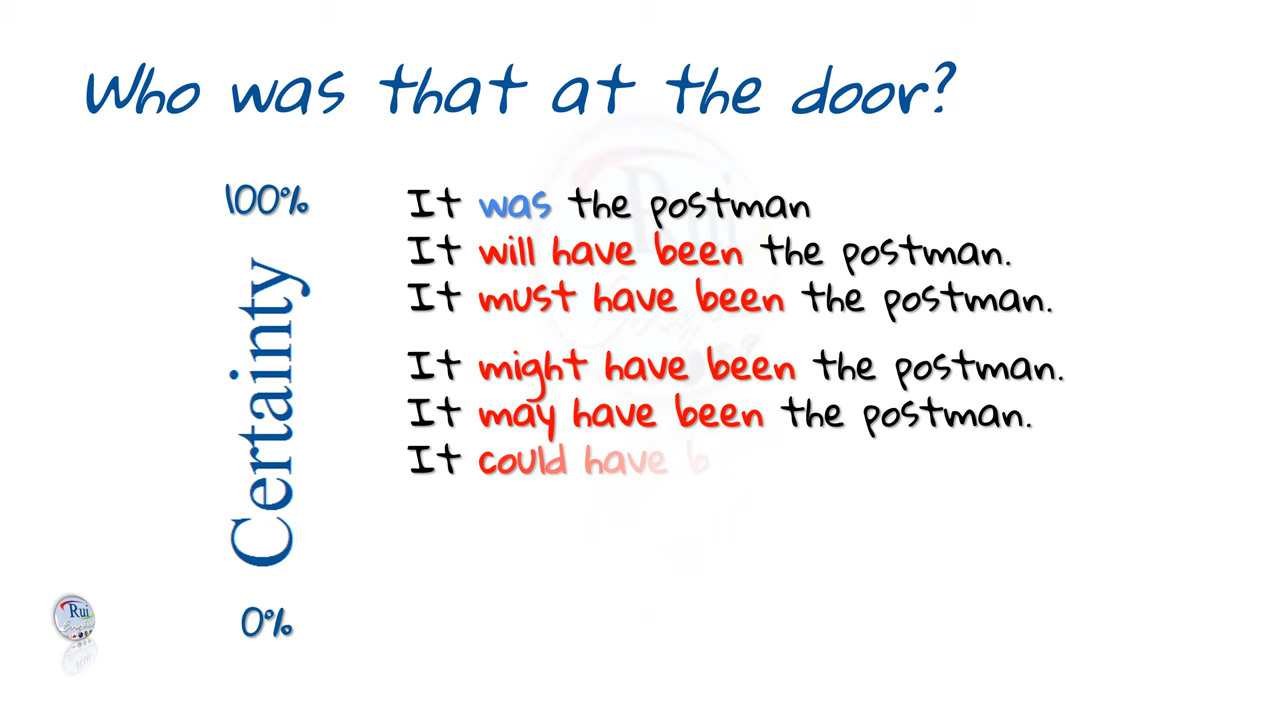 Who was that at the door?
100%
It was the postman
It will have been the postman.
It must have been the postman.
It might have been the postman.
It may have been the postman.
It could have b
Certainty
0%
Rui